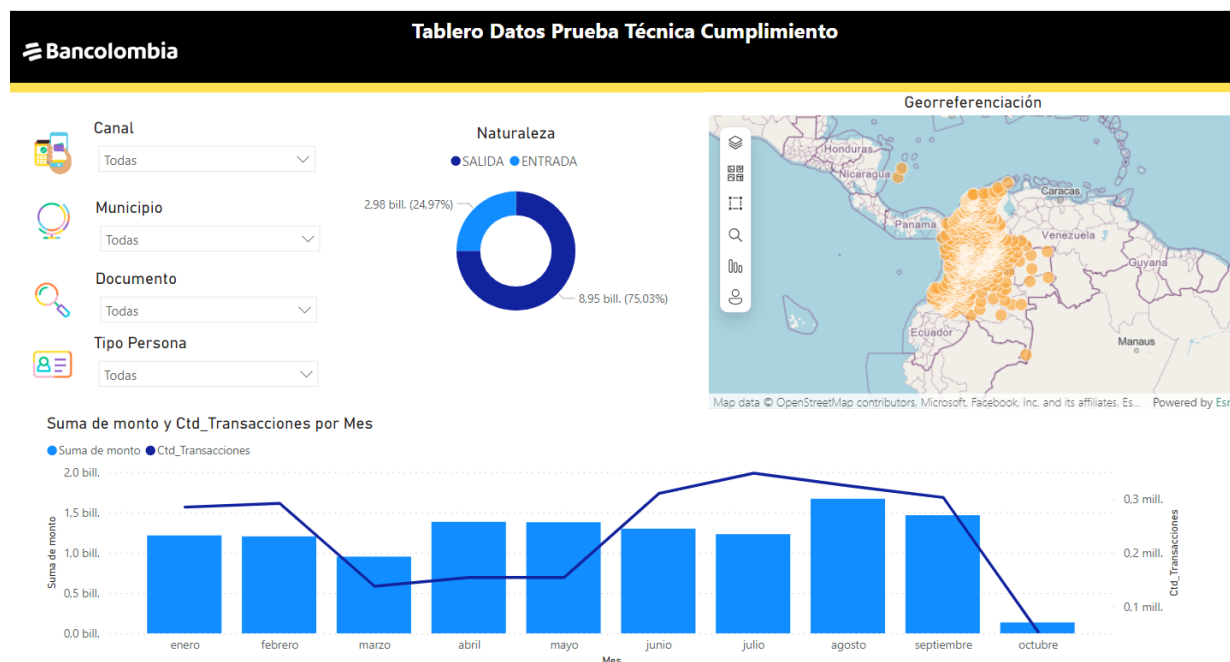 Tablero Datos Prueba Técnica Cumplimiento
Bancolombia
Canal
Todas
Municipio
Todas
Documento
Todas
Tipo Persona
Todas
Naturaleza
SALIDA ENTRADA
2,98 bill. (24,97%)
8,95 bill. (75,03%)
Georreferenciación
Honduras
Nicaragua
Panama
Caracas
Venezuela
Guyana
Ecuador
Manaus
Map data © OpenStreetMap contributors, Microsoft, Facebook, Inc. and its affiliates, Es... Powered by Esri
Suma de monto y Ctd_Transacciones por Mes
Suma de monto Ctd_Transacciones
2,0 bill.
1,5 bill.
1,0 bill.
0,5 bill.
0,0 bill.
Suma de monto
0,3 mill.
0,2 mill.
0,1 mill.
Ctd_Transacciones
enero febrero marzo abril mayo junio julio agosto septiembre octubre
Mes